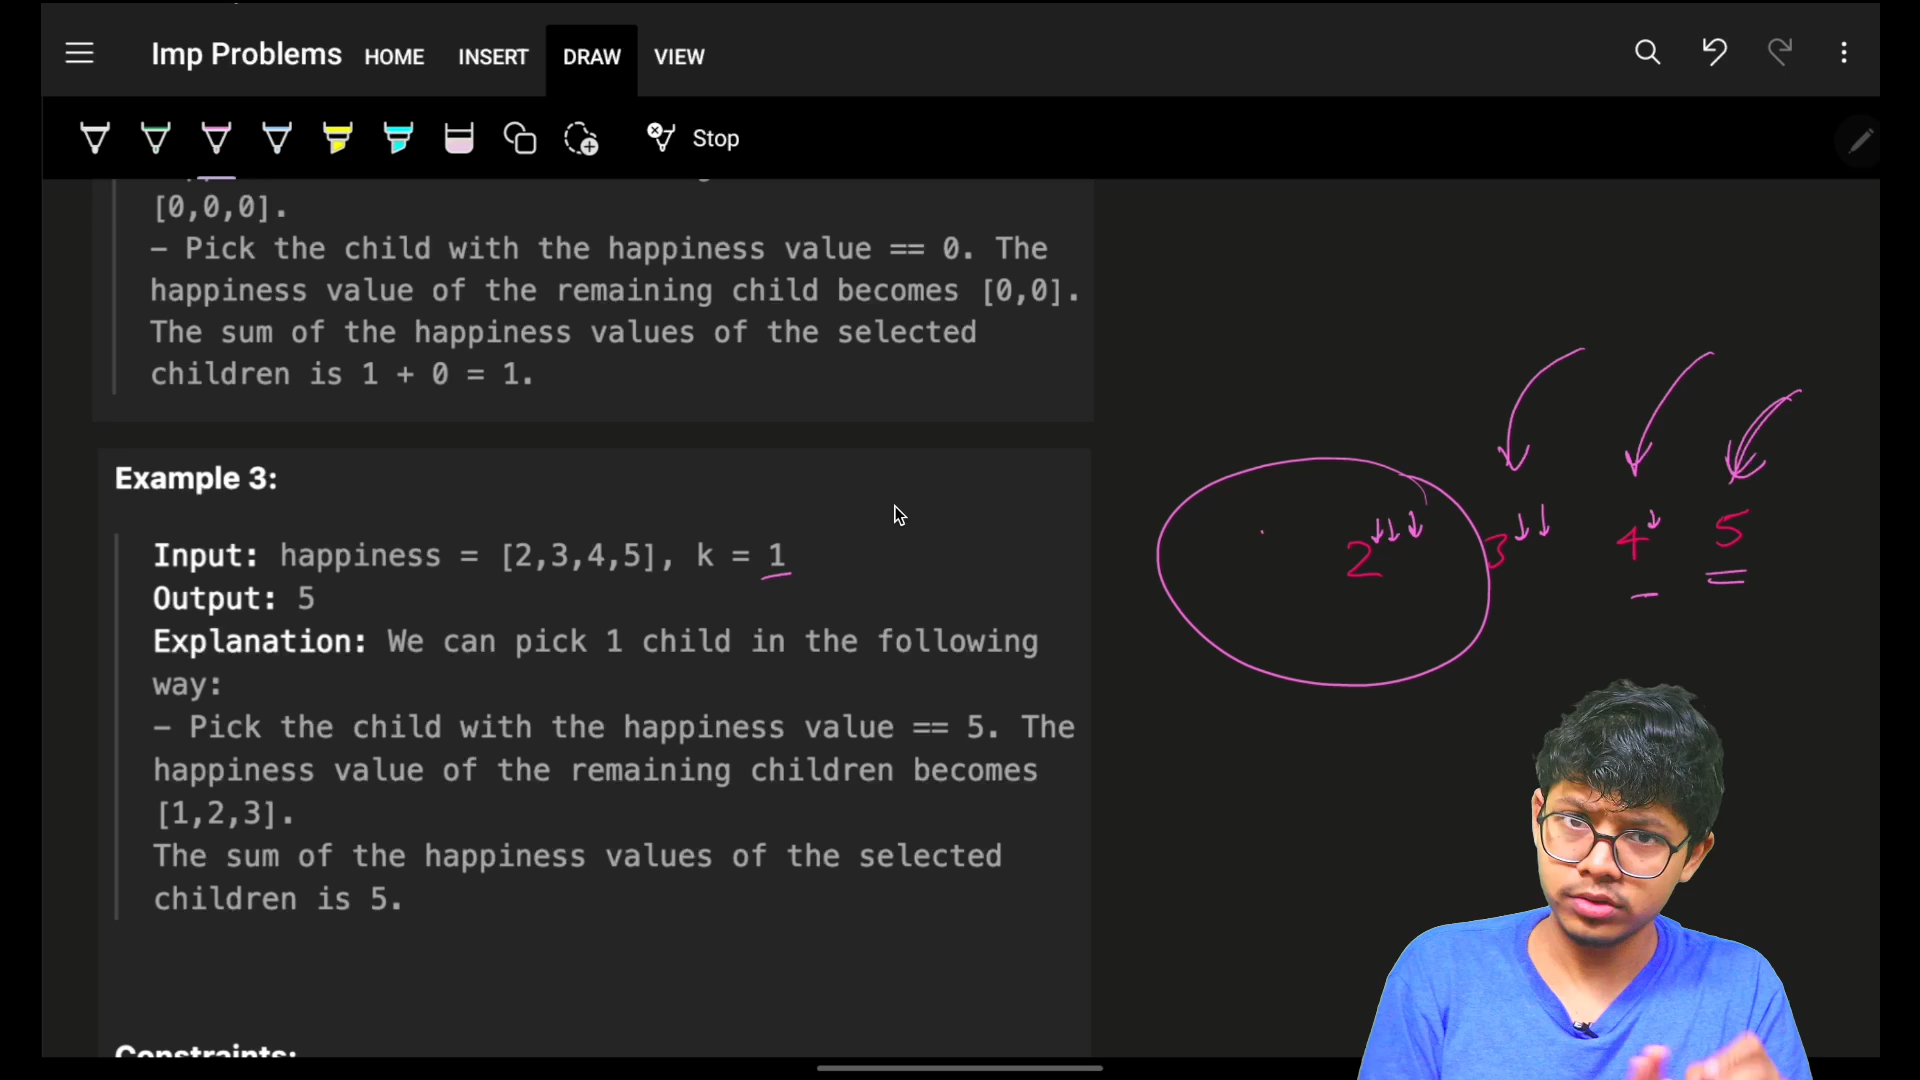 Imp Problems HOME INSERT DRAW VIEW
Stop
[0,0,0].
– Pick the child with the happiness value == 0. The
happiness value of the remaining child becomes [0,0].
The sum of the happiness values of the selected
children is 1 + 0 = 1.
Example 3:
Input: happiness = [2,3,4,5], k = 1
Output: 5
Explanation: We can pick 1 child in the following
way:
– Pick the child with the happiness value == 5. The
happiness value of the remaining children becomes
[1,2,3].
The sum of the happiness values of the selected
children is 5.
Constraints:
2 3 4 5